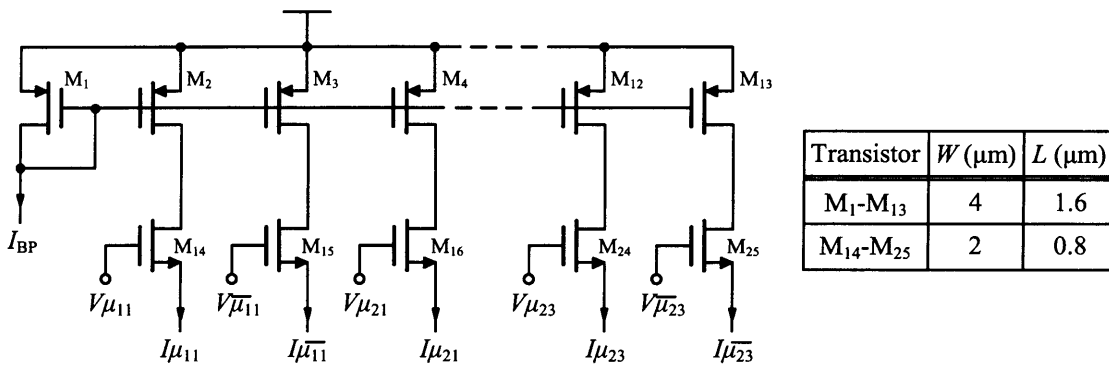 M₁ M₂ M₃ M₄ M₁₂ M₁₃
I_BP
M₁₄ M₁₅ M₁₆ M₂₄ M₂₅
Vμ₁₁ Vμ̅₁₁ Vμ₂₁ Vμ₂₃ Vμ̅₂₃
Iμ₁₁ Iμ̅₁₁ Iμ₂₁ Iμ₂₃ Iμ̅₂₃
Transistor W (μm) L (μm)
M₁-M₁₃ 4 1.6
M₁₄-M₂₅ 2 0.8